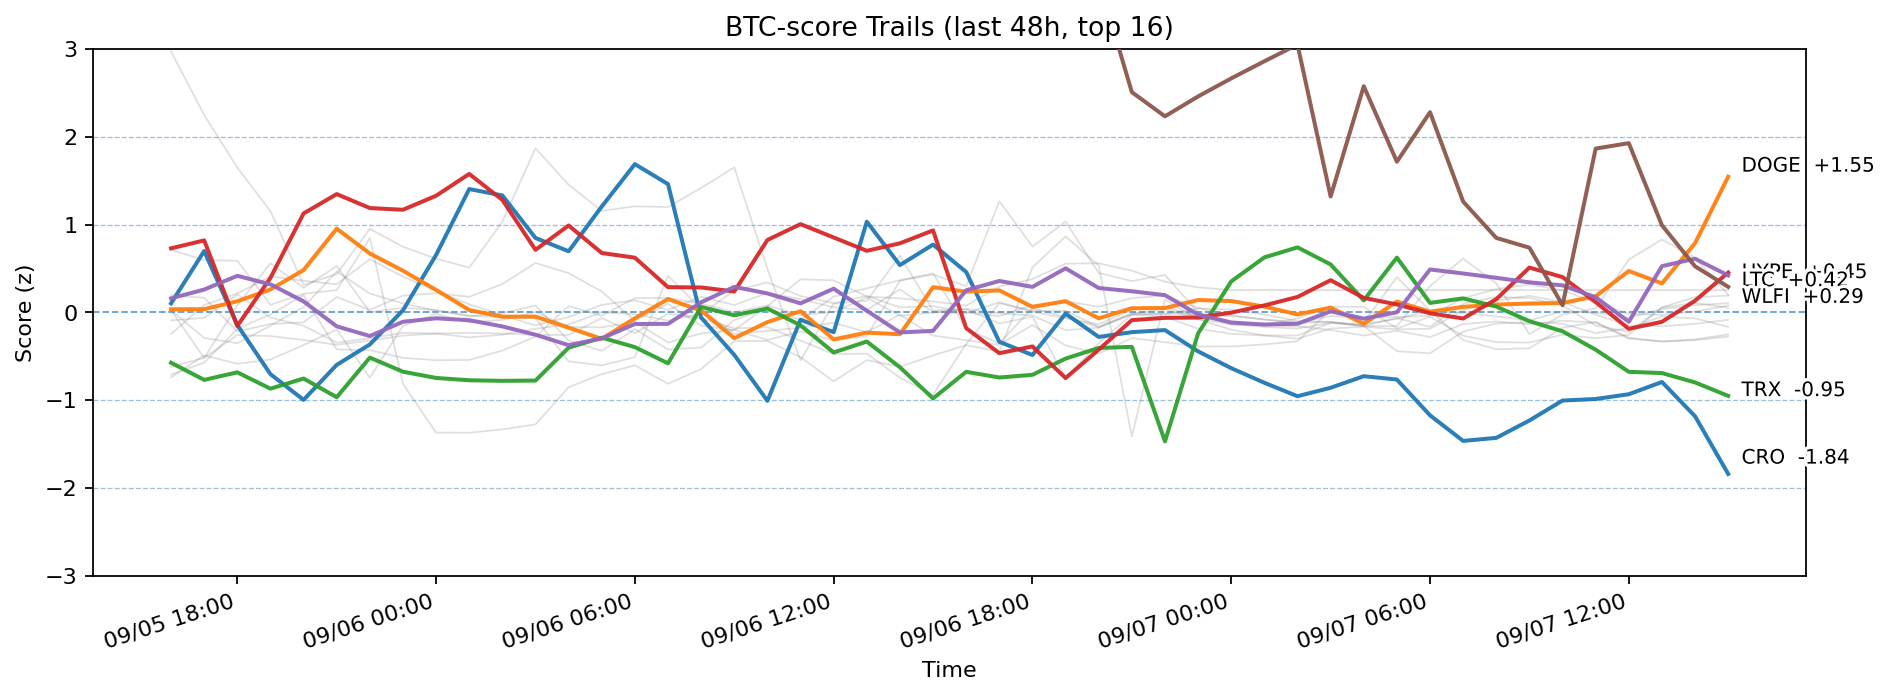 BTC-score Trails (last 48h, top 16)
Score (z)
3
2
1
0
−1
−2
−3
DOGE +1.55
HYPE +0.45
LTC +0.42
WLFI +0.29
TRX -0.95
CRO -1.84
09/05 18:00
09/06 00:00
09/06 06:00
09/06 12:00
09/06 18:00
09/07 00:00
09/07 06:00
09/07 12:00
Time